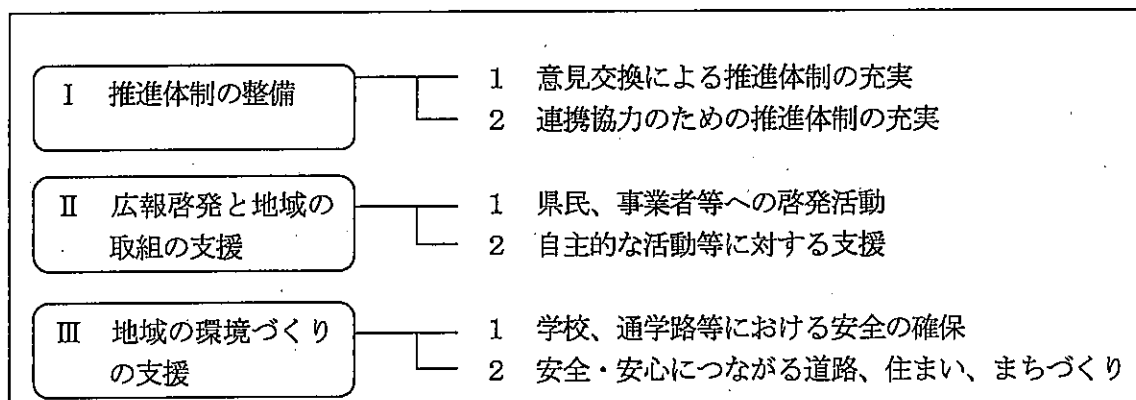 Ⅰ 推進体制の整備
1 意見交換による推進体制の充実
2 連携協力のための推進体制の充実
Ⅱ 広報啓発と地域の
取組の支援
1 県民、事業者等への啓発活動
2 自主的な活動等に対する支援
Ⅲ 地域の環境づくり
の支援
1 学校、通学路等における安全の確保
2 安全・安心につながる道路、住まい、まちづくり